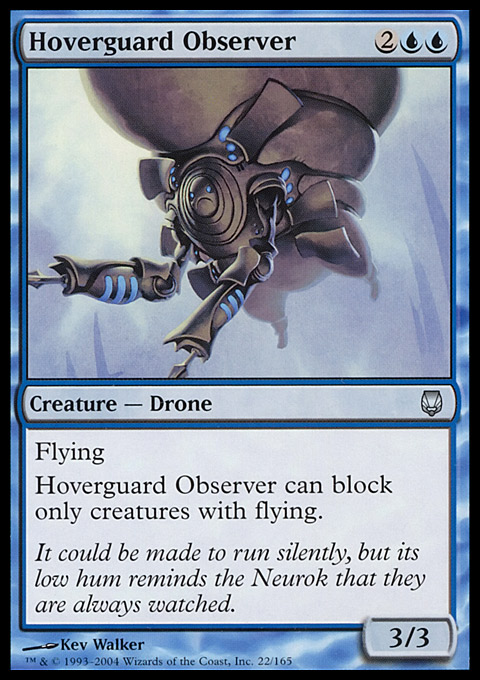 Hoverguard Observer 2
Creature — Drone
Flying
Hoverguard Observer can block
only creatures with flying.
It could be made to run silently, but its
low hum reminds the Neurok that they
are always watched.
Kev Walker
3/3
™ & © 1993–2004 Wizards of the Coast, Inc. 22/165